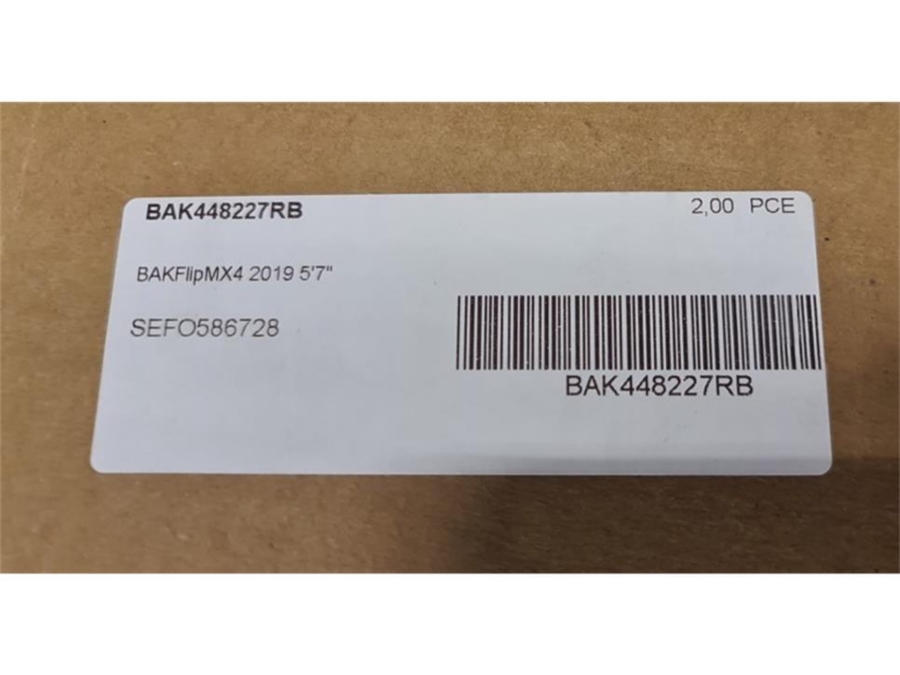 BAK448227RB 2,00 PCE
BAKFlipMX4 2019 5'7"
SEFO586728
BAK448227RB